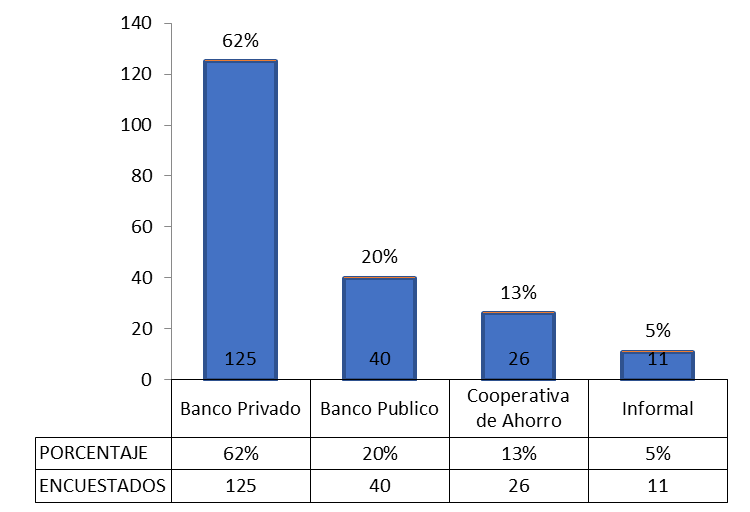 140
62%
120
100
80
60
20%
40
13%
20
5%
125
40
26
11
0
Banco Privado
Banco Publico
Cooperativa
de Ahorro
Informal
PORCENTAJE 62% 20% 13% 5%
ENCUESTADOS 125 40 26 11